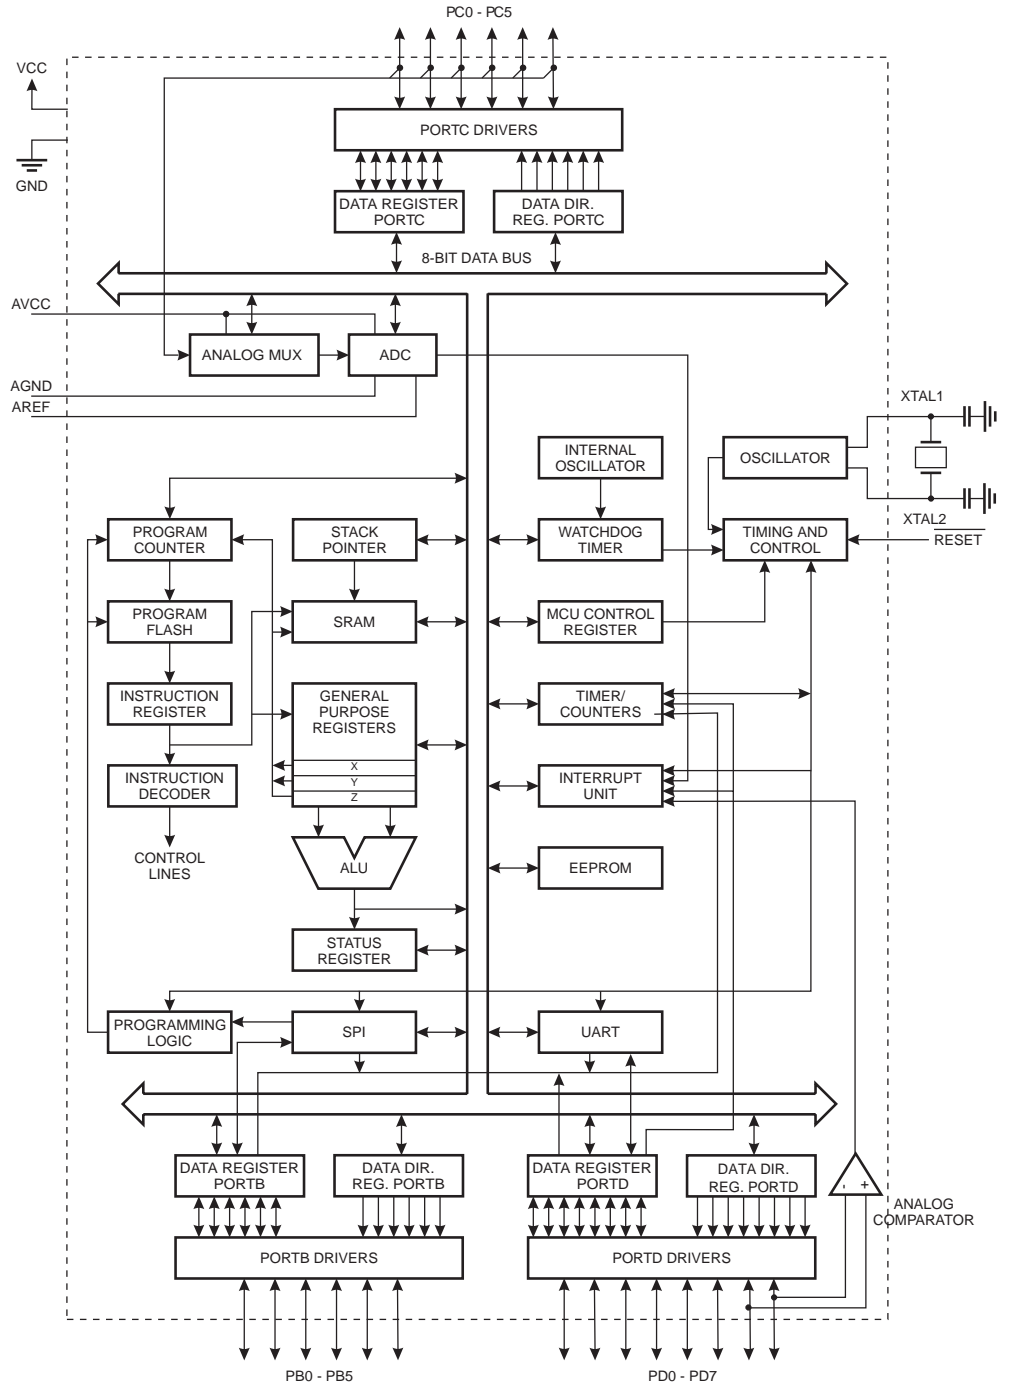 PC0 - PC5
VCC
PORTC DRIVERS
GND
DATA REGISTER
PORTC
DATA DIR.
REG. PORTC
8-BIT DATA BUS
AVCC
ANALOG MUX
ADC
AGND
AREF
XTAL1
INTERNAL
OSCILLATOR
OSCILLATOR
XTAL2
PROGRAM
COUNTER
STACK
POINTER
WATCHDOG
TIMER
TIMING AND
CONTROL
RESET
PROGRAM
FLASH
SRAM
MCU CONTROL
REGISTER
INSTRUCTION
REGISTER
GENERAL
PURPOSE
REGISTERS
X
Y
Z
TIMER/
COUNTERS
INSTRUCTION
DECODER
INTERRUPT
UNIT
CONTROL
LINES
ALU
EEPROM
STATUS
REGISTER
PROGRAMMING
LOGIC
SPI
UART
DATA REGISTER
PORTB
DATA DIR.
REG. PORTB
DATA REGISTER
PORTD
DATA DIR.
REG. PORTD
- +
ANALOG
COMPARATOR
PORTB DRIVERS
PORTD DRIVERS
PB0 - PB5
PD0 - PD7